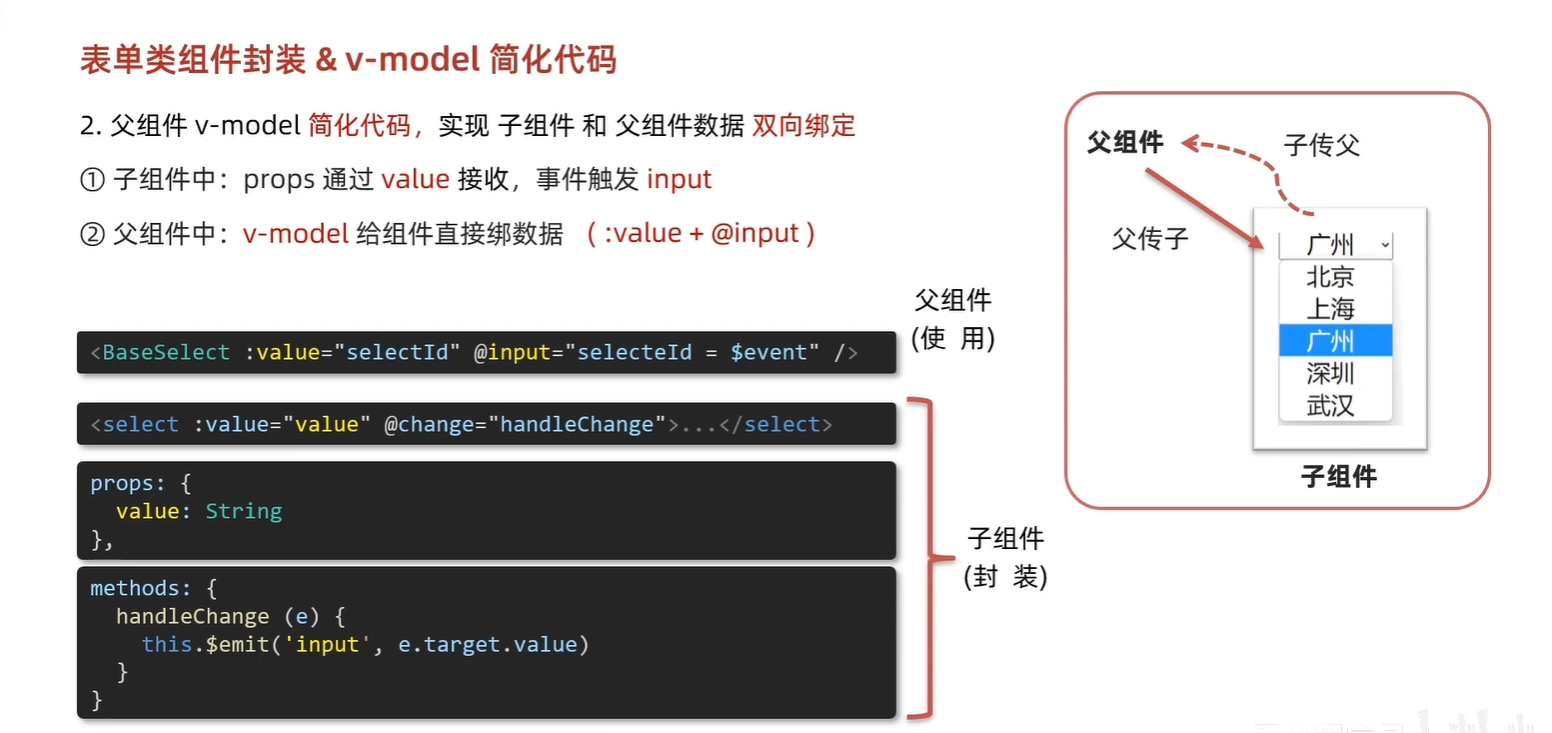 表单类组件封装 & v-model 简化代码
2. 父组件 v-model 简化代码，实现 子组件 和 父组件数据 双向绑定
① 子组件中：props 通过 value 接收，事件触发 input
② 父组件中：v-model 给组件直接绑数据 （ :value + @input ）
父组件
(使 用)
<BaseSelect :value="selectId" @input="selecteId = $event" />
<select :value="value" @change="handleChange">...</select>
props: {
value: String
},
methods: {
handleChange (e) {
this.$emit('input', e.target.value)
}
}
子组件
(封 装)
父组件
子传父
父传子
广州
北京
上海
广州
深圳
武汉
子组件